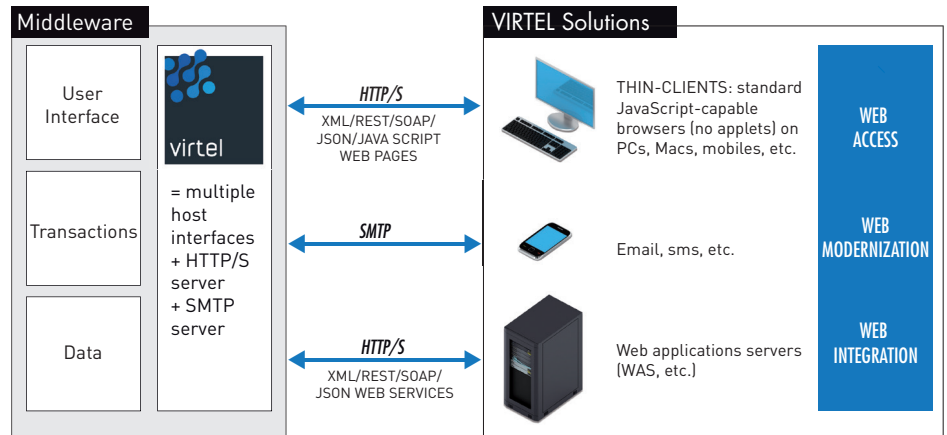 Middleware
User
Interface
Transactions
Data
virtel
= multiple
host
interfaces
+ HTTP/S
server
+ SMTP
server
HTTP/S
XML/REST/SOAP/
JSON/JAVA SCRIPT
WEB PAGES
SMTP
HTTP/S
XML/REST/SOAP/
JSON WEB SERVICES
VIRTEL Solutions
THIN-CLIENTS: standard
JavaScript-capable
browsers (no applets) on
PCs, Macs, mobiles, etc.
Email, sms, etc.
Web applications servers
(WAS, etc.)
WEB
ACCESS
WEB
MODERNIZATION
WEB
INTEGRATION